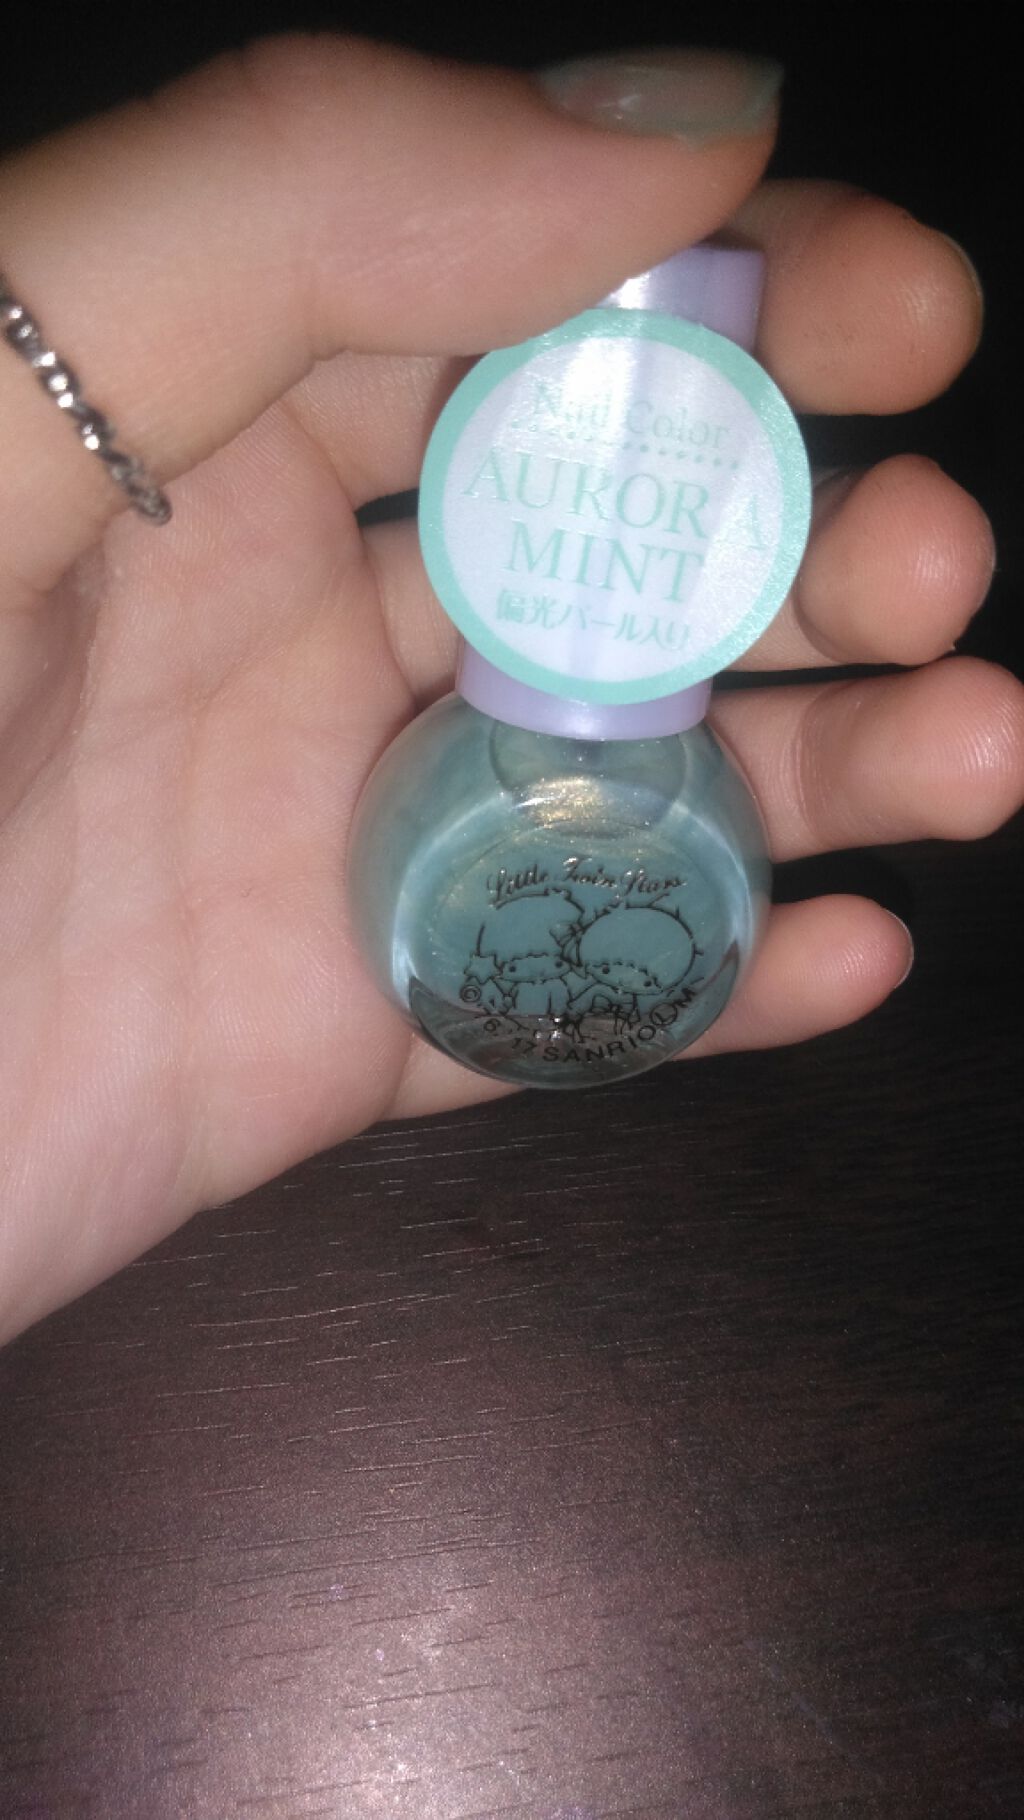 Nail Color
AURORA
MINT
偏光パール入り
Little Twin Stars
SANRIO